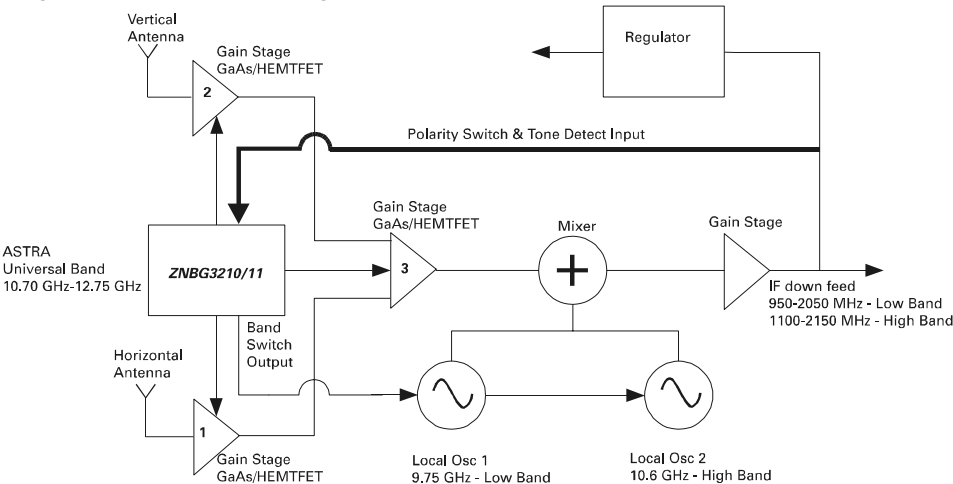 Vertical
Antenna
Gain Stage
GaAs/HEMTFET
2
Regulator
Polarity Switch & Tone Detect Input
ASTRA
Universal Band
10.70 GHz-12.75 GHz
ZNBG3210/11
Gain Stage
GaAs/HEMTFET
3
Mixer
+
Gain Stage
IF down feed
950-2050 MHz - Low Band
1100-2150 MHz - High Band
Band
Switch
Output
Horizontal
Antenna
1
Gain Stage
GaAs/HEMTFET
Local Osc 1
9.75 GHz - Low Band
Local Osc 2
10.6 GHz - High Band